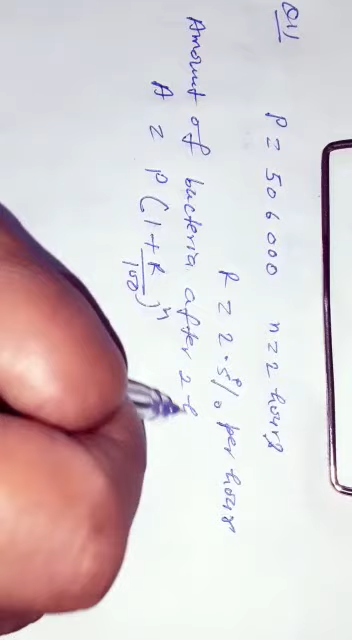 Q1)
P = 506000 n = 2 hours
R = 2.5% per hour
Amount of bacteria after 2 h
A = P (1 + R/100)^n